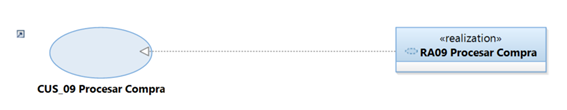 «realization»
RA09 Procesar Compra
CUS_09 Procesar Compra